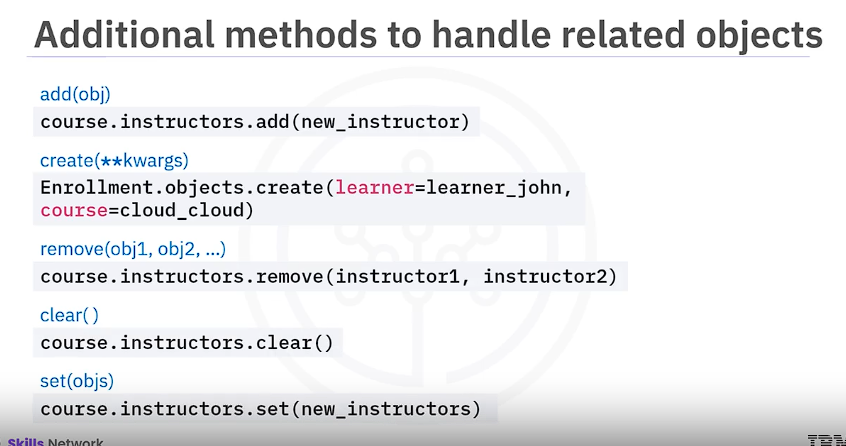 Additional methods to handle related objects
add(obj)
course.instructors.add(new_instructor)
create(**kwargs)
Enrollment.objects.create(learner=learner_john,
course=cloud_cloud)
remove(obj1, obj2, ...)
course.instructors.remove(instructor1, instructor2)
clear( )
course.instructors.clear()
set(objs)
course.instructors.set(new_instructors)
Skills Network
IBM